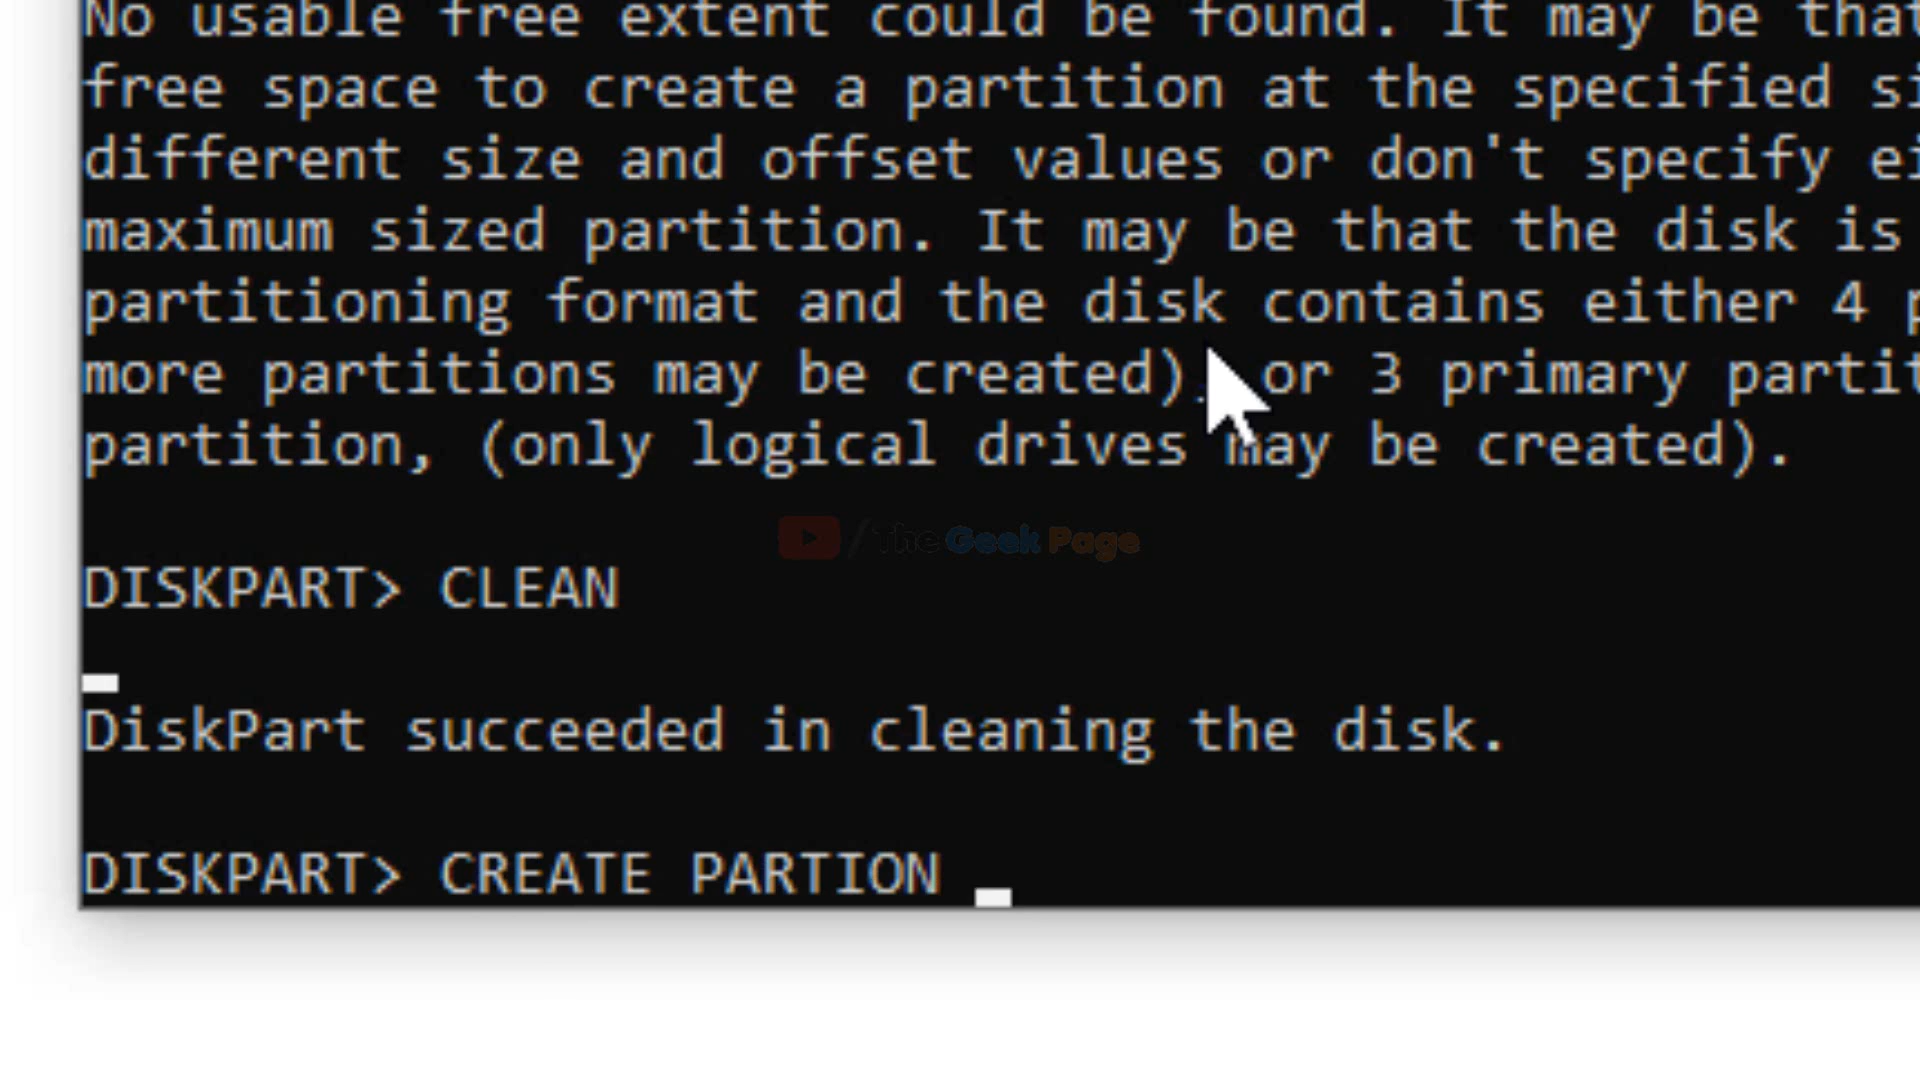 No usable free extent could be found. It may be that
free space to create a partition at the specified
different size and offset values or don't specify
maximum sized partition. It may be that the disk is
partitioning format and the disk contains either 4
more partitions may be created), or 3 primary
partition, (only logical drives may be created).
/The Geek Page
DISKPART> CLEAN
DiskPart succeeded in cleaning the disk.
DISKPART> CREATE PARTION